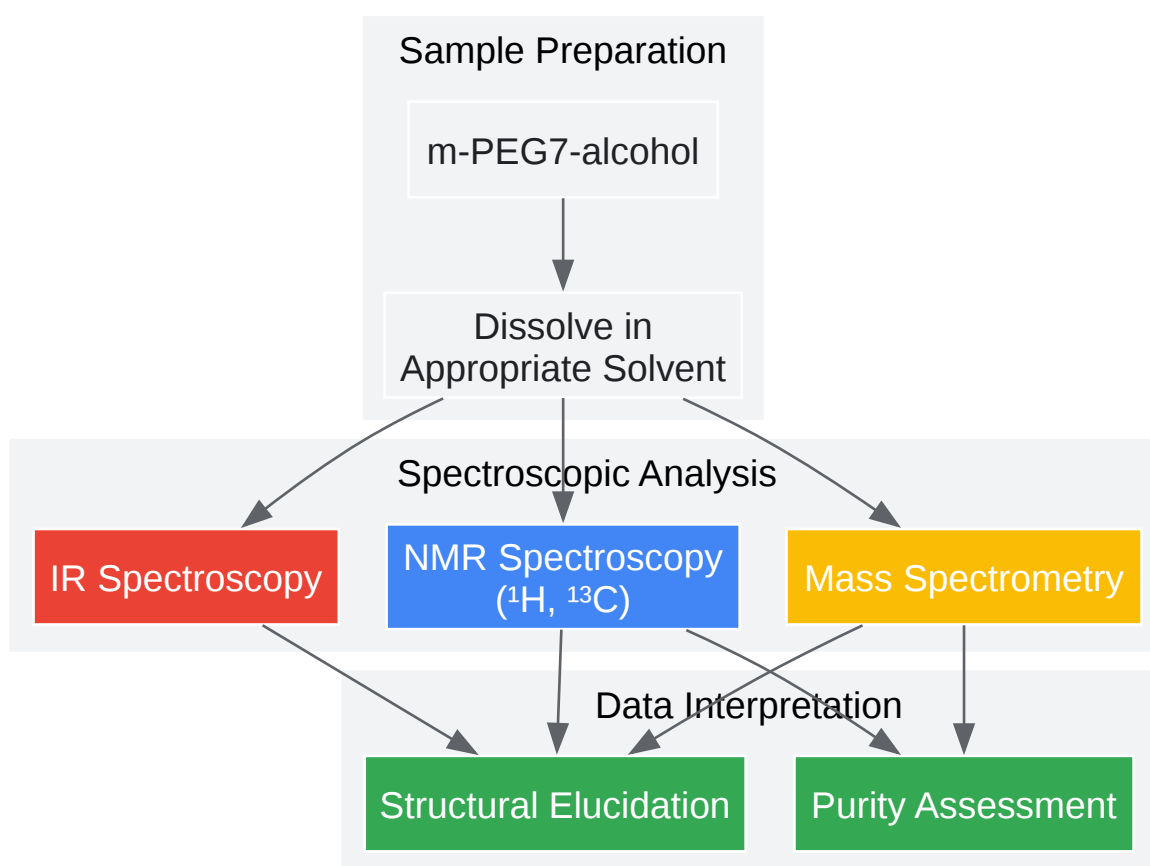 Sample Preparation
m-PEG7-alcohol
Dissolve in
Appropriate Solvent
Spectroscopic Analysis
IR Spectroscopy
NMR Spectroscopy
(¹H, ¹³C)
Mass Spectrometry
Data Interpretation
Structural Elucidation
Purity Assessment